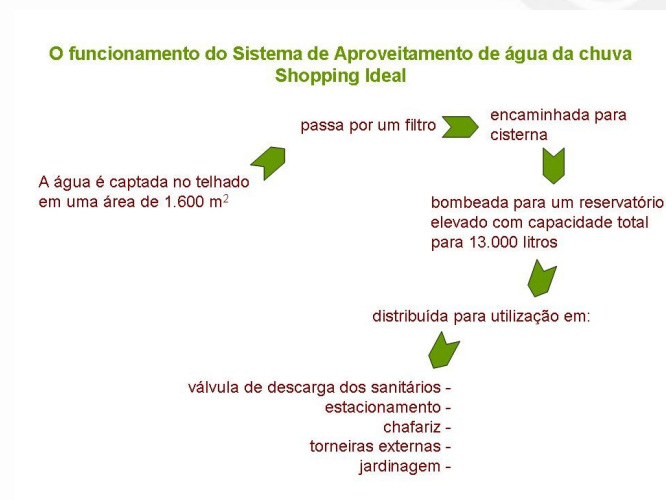 O funcionamento do Sistema de Aproveitamento de água da chuva
Shopping Ideal
A água é captada no telhado
em uma área de 1.600 m²
passa por um filtro
encaminhada para
cisterna
bombeada para um reservatório
elevado com capacidade total
para 13.000 litros
distribuída para utilização em:
válvula de descarga dos sanitários -
estacionamento -
chafariz -
torneiras externas -
jardinagem -